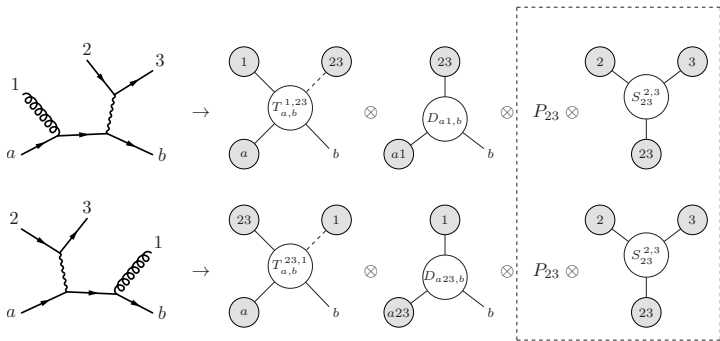 2 3 1 a b → 1 23 T^{1,23}_{a,b} a b ⊗ 23 D_{a1,b} a1 b ⊗ P_{23} ⊗ 2 3 S^{2,3}_{23} 23
2 3 1 a b → 23 1 T^{23,1}_{a,b} a b ⊗ 1 D_{a23,b} a23 b ⊗ P_{23} ⊗ 2 3 S^{2,3}_{23} 23